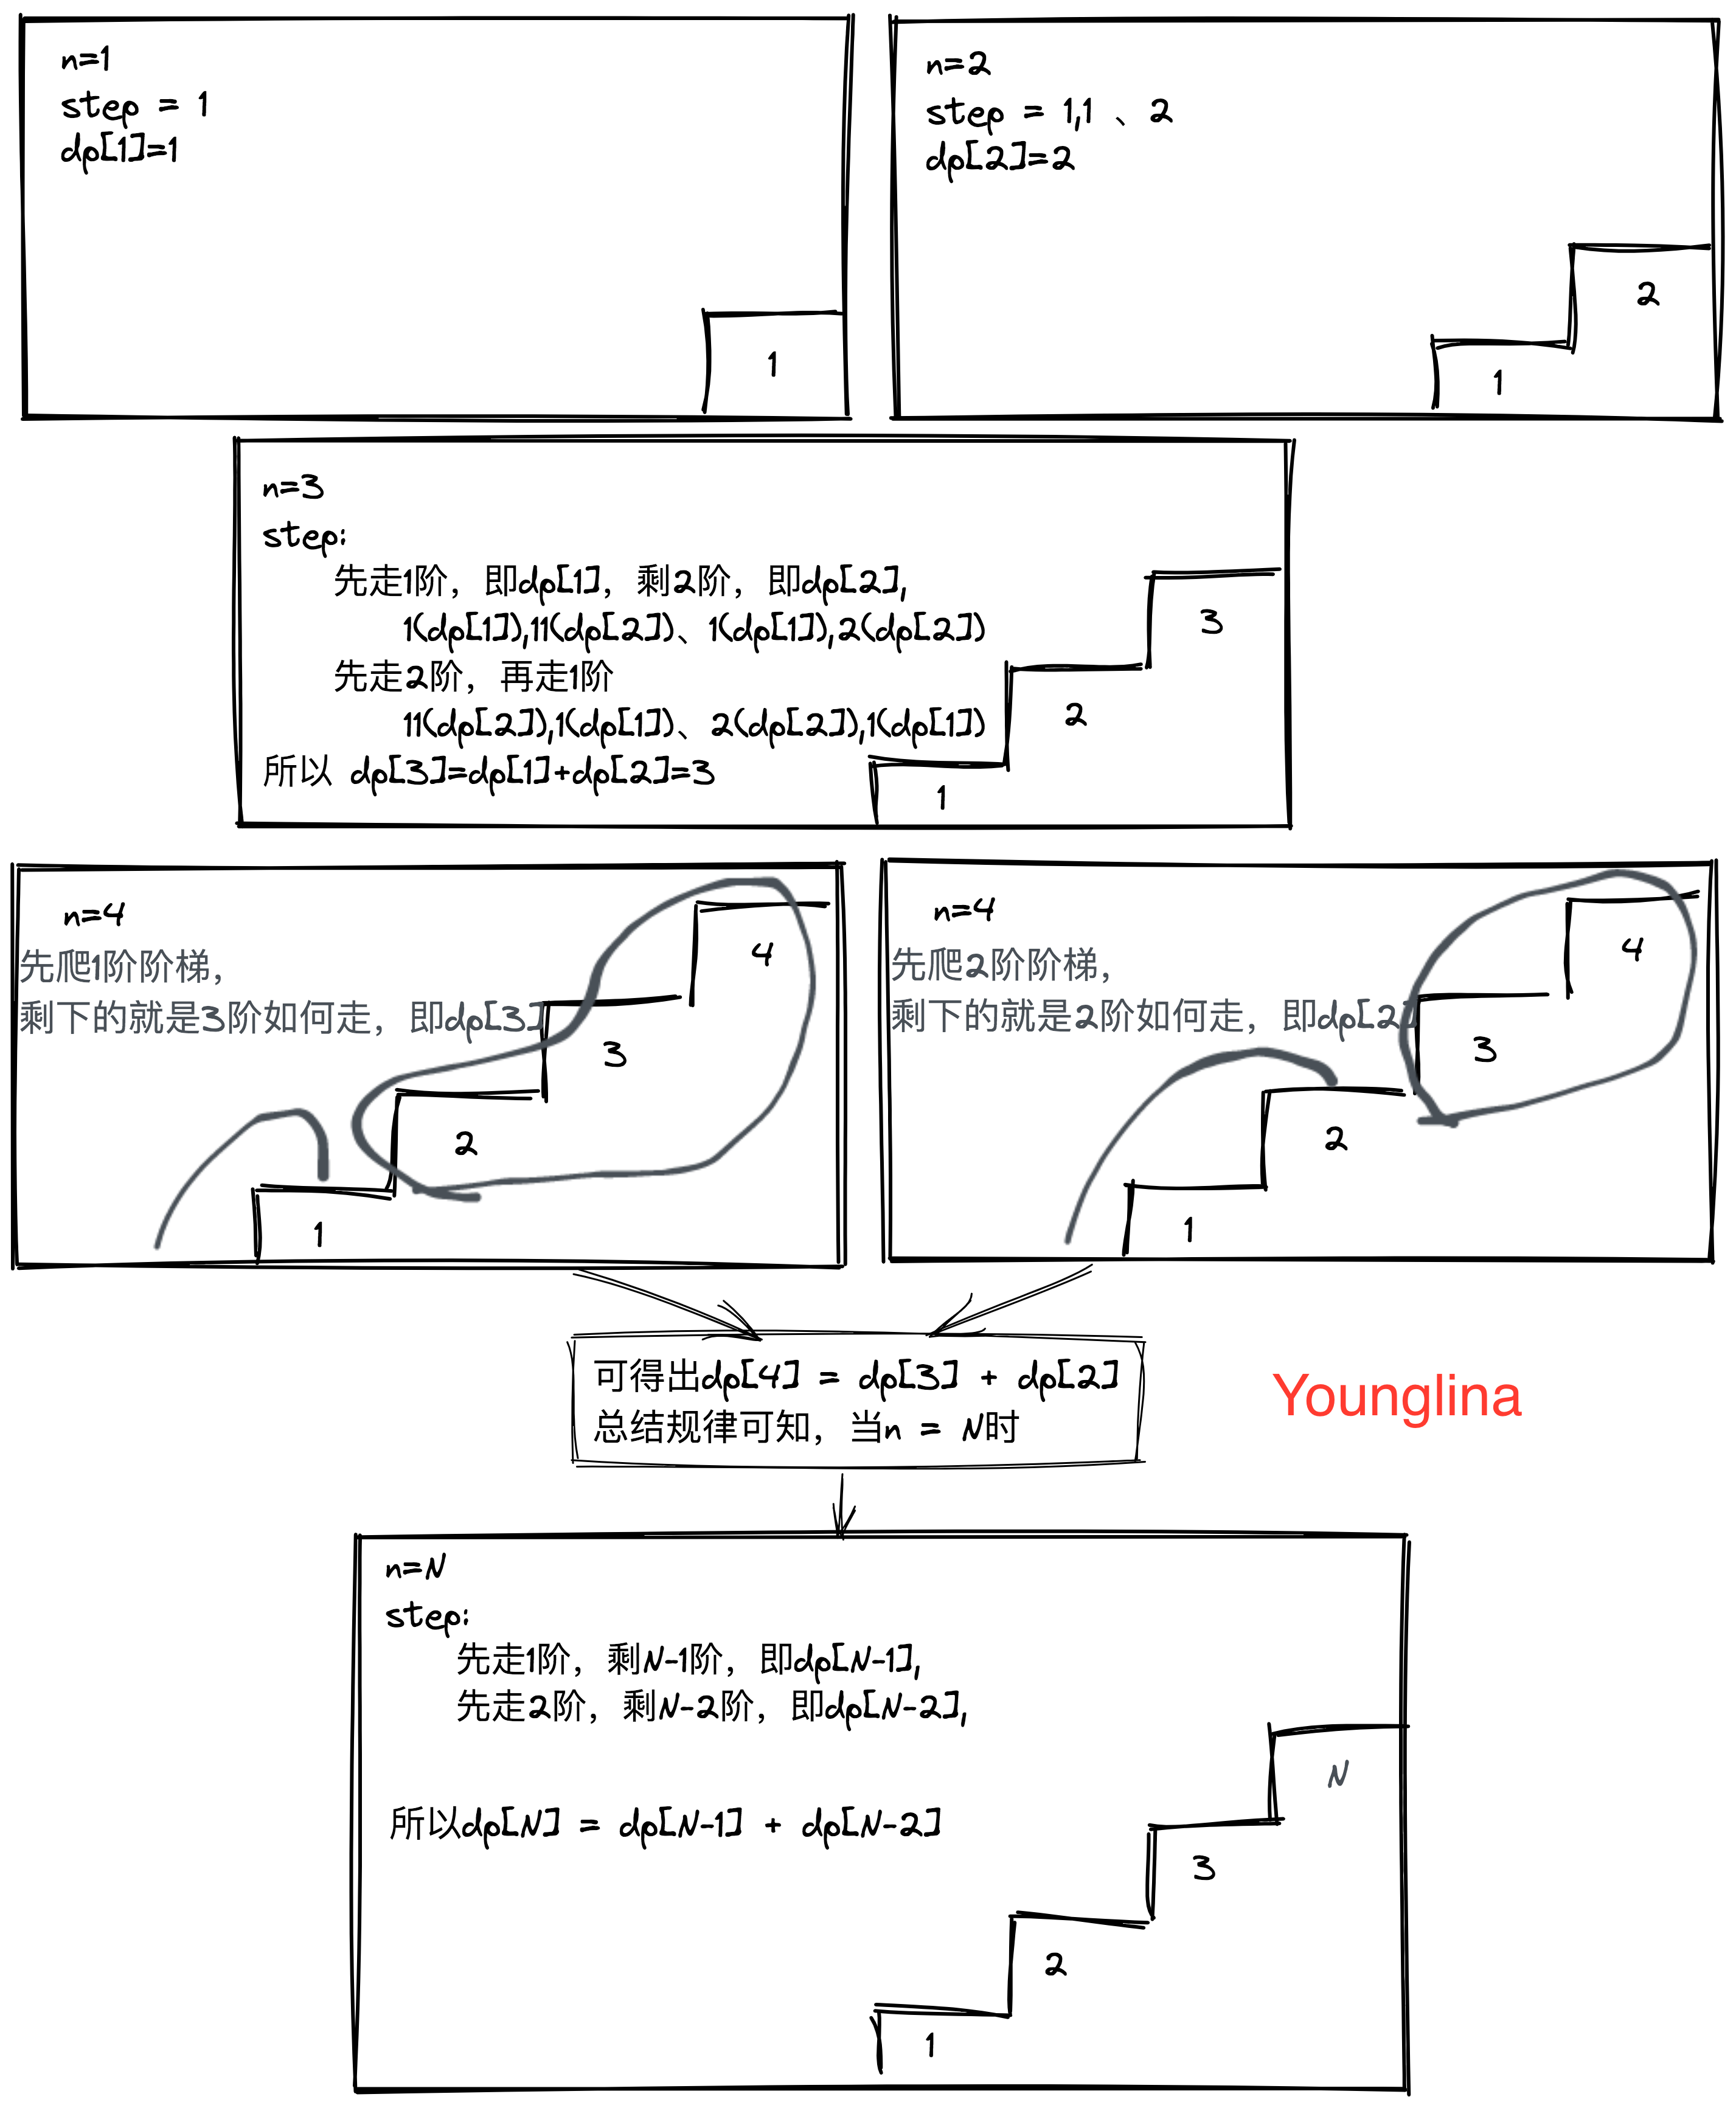 n=1
step = 1
dp[1]=1
1
n=2
step = 1,1 、2
dp[2]=2
2
1
n=3
step:
先走1阶，即dp[1]，剩2阶，即dp[2],
1(dp[1]),11(dp[2])、1(dp[1]),2(dp[2])
先走2阶，再走1阶
11(dp[2]),1(dp[1])、2(dp[2]),1(dp[1])
所以 dp[3]=dp[1]+dp[2]=3
3
2
1
n=4
先爬1阶阶梯，
剩下的就是3阶如何走，即dp[3]
4
3
2
1
n=4
先爬2阶阶梯，
剩下的就是2阶如何走，即dp[2]
4
3
2
1
可得出dp[4] = dp[3] + dp[2]
总结规律可知，当n = N时
Younglina
n=N
step:
先走1阶，剩N-1阶，即dp[N-1],
先走2阶，剩N-2阶，即dp[N-2],
所以dp[N] = dp[N-1] + dp[N-2]
N
3
2
1